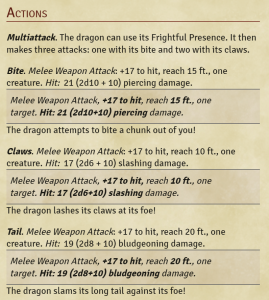 Actions
Multiattack. The dragon can use its Frightful Presence. It then
makes three attacks: one with its bite and two with its claws.
Bite. Melee Weapon Attack: +17 to hit, reach 15 ft., one
creature. Hit: 21 (2d10 + 10) piercing damage.
Melee Weapon Attack, +17 to hit, reach 15 ft., one
target. Hit: 21 (2d10+10) piercing damage.
The dragon attempts to bite a chunk out of you!
Claws. Melee Weapon Attack: +17 to hit, reach 10 ft., one
creature. Hit: 17 (2d6 + 10) slashing damage.
Melee Weapon Attack, +17 to hit, reach 10 ft., one
target. Hit: 17 (2d6+10) slashing damage.
The dragon lashes its claws at its foe!
Tail. Melee Weapon Attack: +17 to hit, reach 20 ft., one
creature. Hit: 19 (2d8 + 10) bludgeoning damage.
Melee Weapon Attack, +17 to hit, reach 20 ft., one
target. Hit: 19 (2d8+10) bludgeoning damage.
The dragon slams its long tail against its foe!